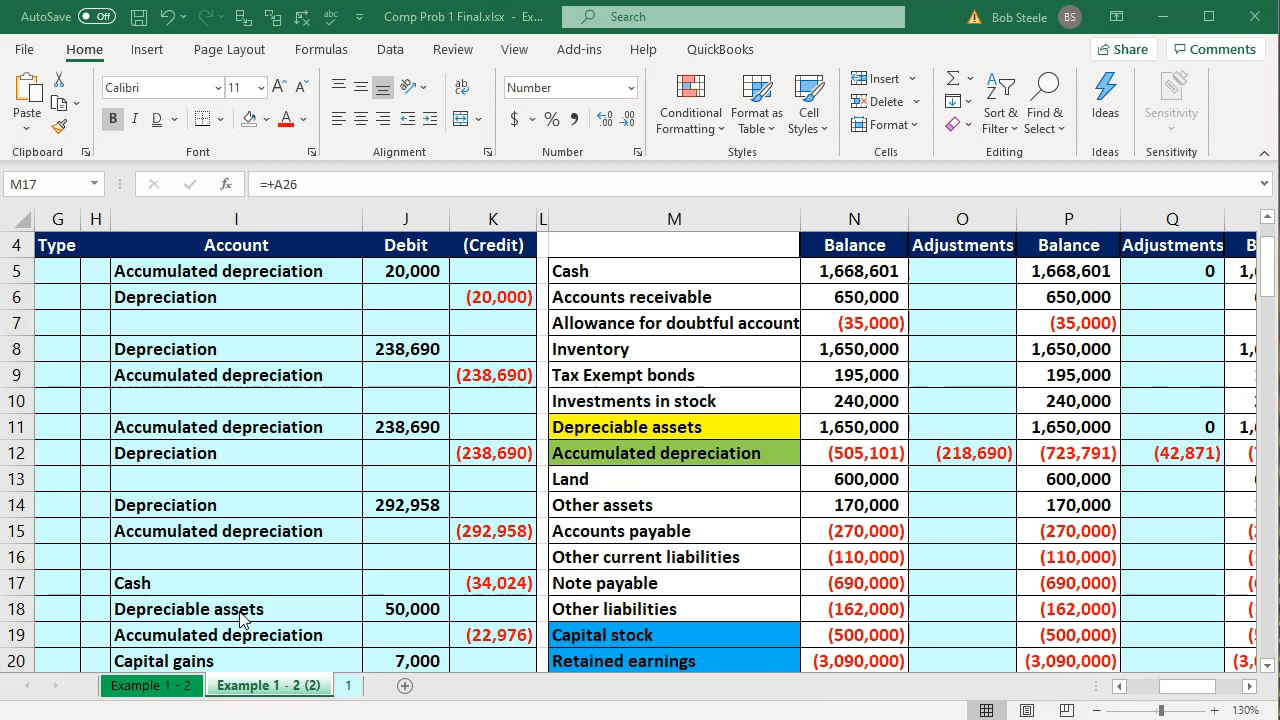 AutoSave Off Comp Prob 1 Final.xlsx - Ex... Search Bob Steele BS
File Home Insert Page Layout Formulas Data Review View Add-ins Help QuickBooks Share Comments
Paste Calibri 11 A A ab Number Conditional Formatting Format as Table Cell Styles Insert Delete Format Sort & Filter Find & Select Ideas Sensitivity
B I D A $ % 9
Clipboard Font Alignment Number Styles Cells Editing Ideas Sensitivity
M17 fx =+A26
G H I J K L M N O P Q
4 Type Account Debit (Credit) Balance Adjustments Balance Adjustments B
5 Accumulated depreciation 20,000 Cash 1,668,601 1,668,601 0 1,
6 Depreciation (20,000) Accounts receivable 650,000 650,000
7 Allowance for doubtful account (35,000) (35,000)
8 Depreciation 238,690 Inventory 1,650,000 1,650,000 1,
9 Accumulated depreciation (238,690) Tax Exempt bonds 195,000 195,000
10 Investments in stock 240,000 240,000
11 Accumulated depreciation 238,690 Depreciable assets 1,650,000 1,650,000 0 1,
12 Depreciation (238,690) Accumulated depreciation (505,101) (218,690) (723,791) (42,871)
13 Land 600,000 600,000
14 Depreciation 292,958 Other assets 170,000 170,000
15 Accumulated depreciation (292,958) Accounts payable (270,000) (270,000)
16 Other current liabilities (110,000) (110,000)
17 Cash (34,024) Note payable (690,000) (690,000)
18 Depreciable assets 50,000 Other liabilities (162,000) (162,000)
19 Accumulated depreciation (22,976) Capital stock (500,000) (500,000)
20 Capital gains 7,000 Retained earnings (3,090,000) (3,090,000) (3,
Example 1 - 2 Example 1 - 2 (2) 1
130%